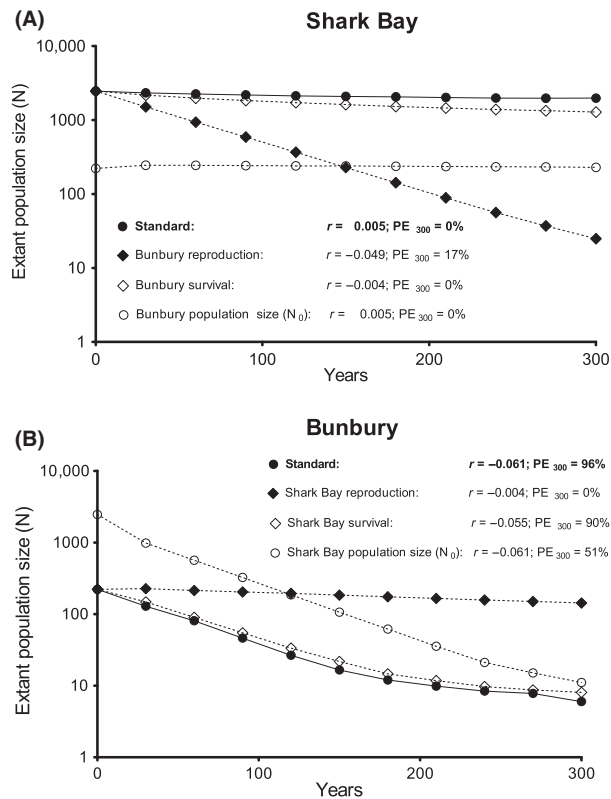 (A)
Shark Bay
Extant population size (N)
10,000
1000
100
10
1
Standard: r = 0.005; PE 300 = 0%
Bunbury reproduction: r = –0.049; PE 300 = 17%
Bunbury survival: r = –0.004; PE 300 = 0%
Bunbury population size (N 0): r = 0.005; PE 300 = 0%
0 100 200 300
Years
(B)
Bunbury
Extant population size (N)
10,000
1000
100
10
1
Standard: r = –0.061; PE 300 = 96%
Shark Bay reproduction: r = –0.004; PE 300 = 0%
Shark Bay survival: r = –0.055; PE 300 = 90%
Shark Bay population size (N 0): r = –0.061; PE 300 = 51%
0 100 200 300
Years